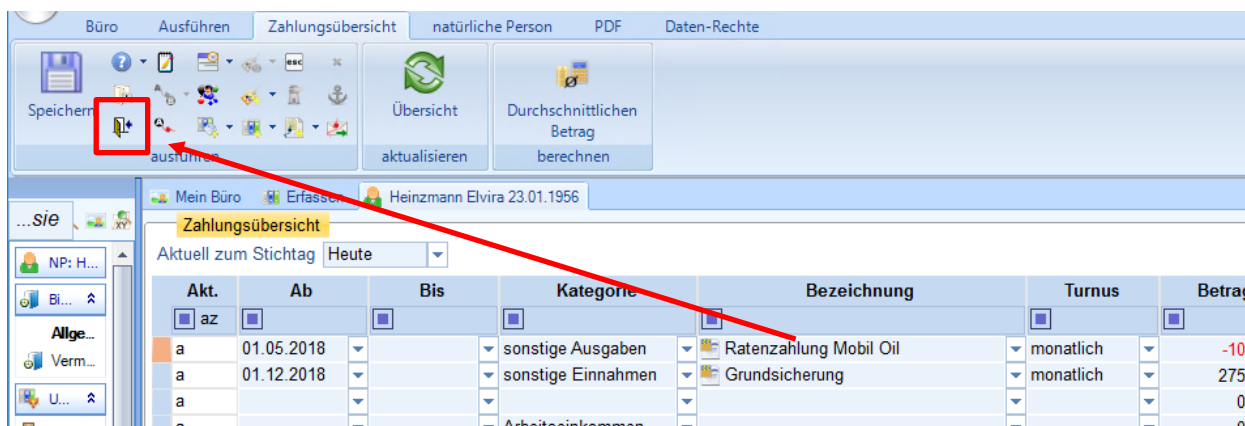 Büro Ausführen Zahlungsübersicht natürliche Person PDF Daten-Rechte
esc
Speichern Übersicht Durchschnittlichen
Betrag
ausführen aktualisieren berechnen
Mein Büro Erfassen Heinzmann Elvira 23.01.1956
...sie
Zahlungsübersicht
Aktuell zum Stichtag Heute
NP: H...
Akt. Ab Bis Kategorie Bezeichnung Turnus Betrag
Bi...
az
Allge...
a 01.05.2018 sonstige Ausgaben Ratenzahlung Mobil Oil monatlich -10
Verm...
a 01.12.2018 sonstige Einnahmen Grundsicherung monatlich 275
U...
a 0
a Arbeitseinkommen 0